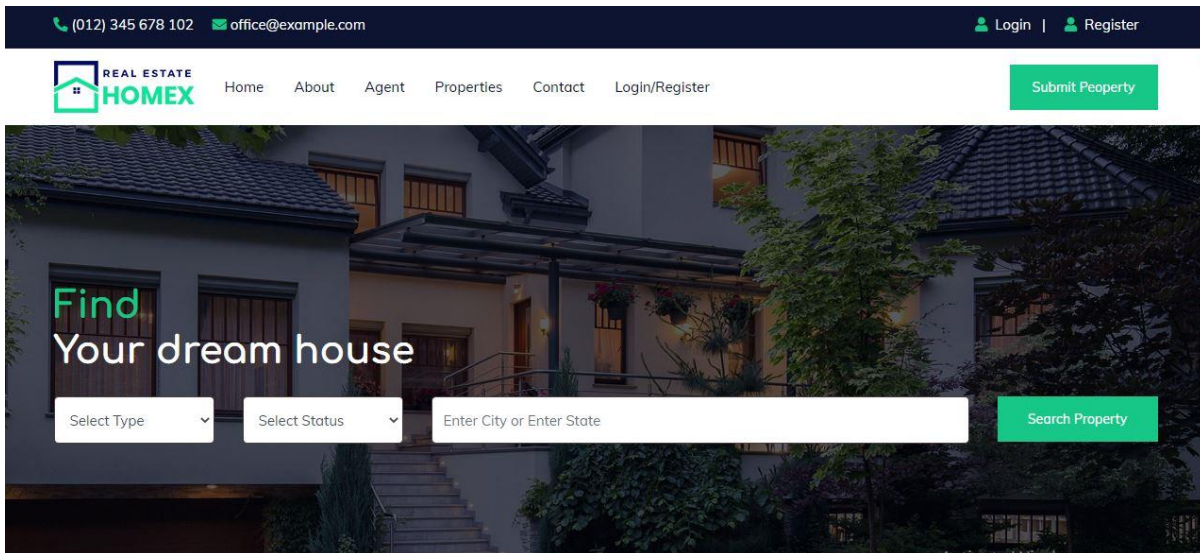 (012) 345 678 102 office@example.com Login | Register
REAL ESTATE
HOMEX
Home About Agent Properties Contact Login/Register
Submit Peoperty
Find
Your dream house
Select Type Select Status Enter City or Enter State Search Property